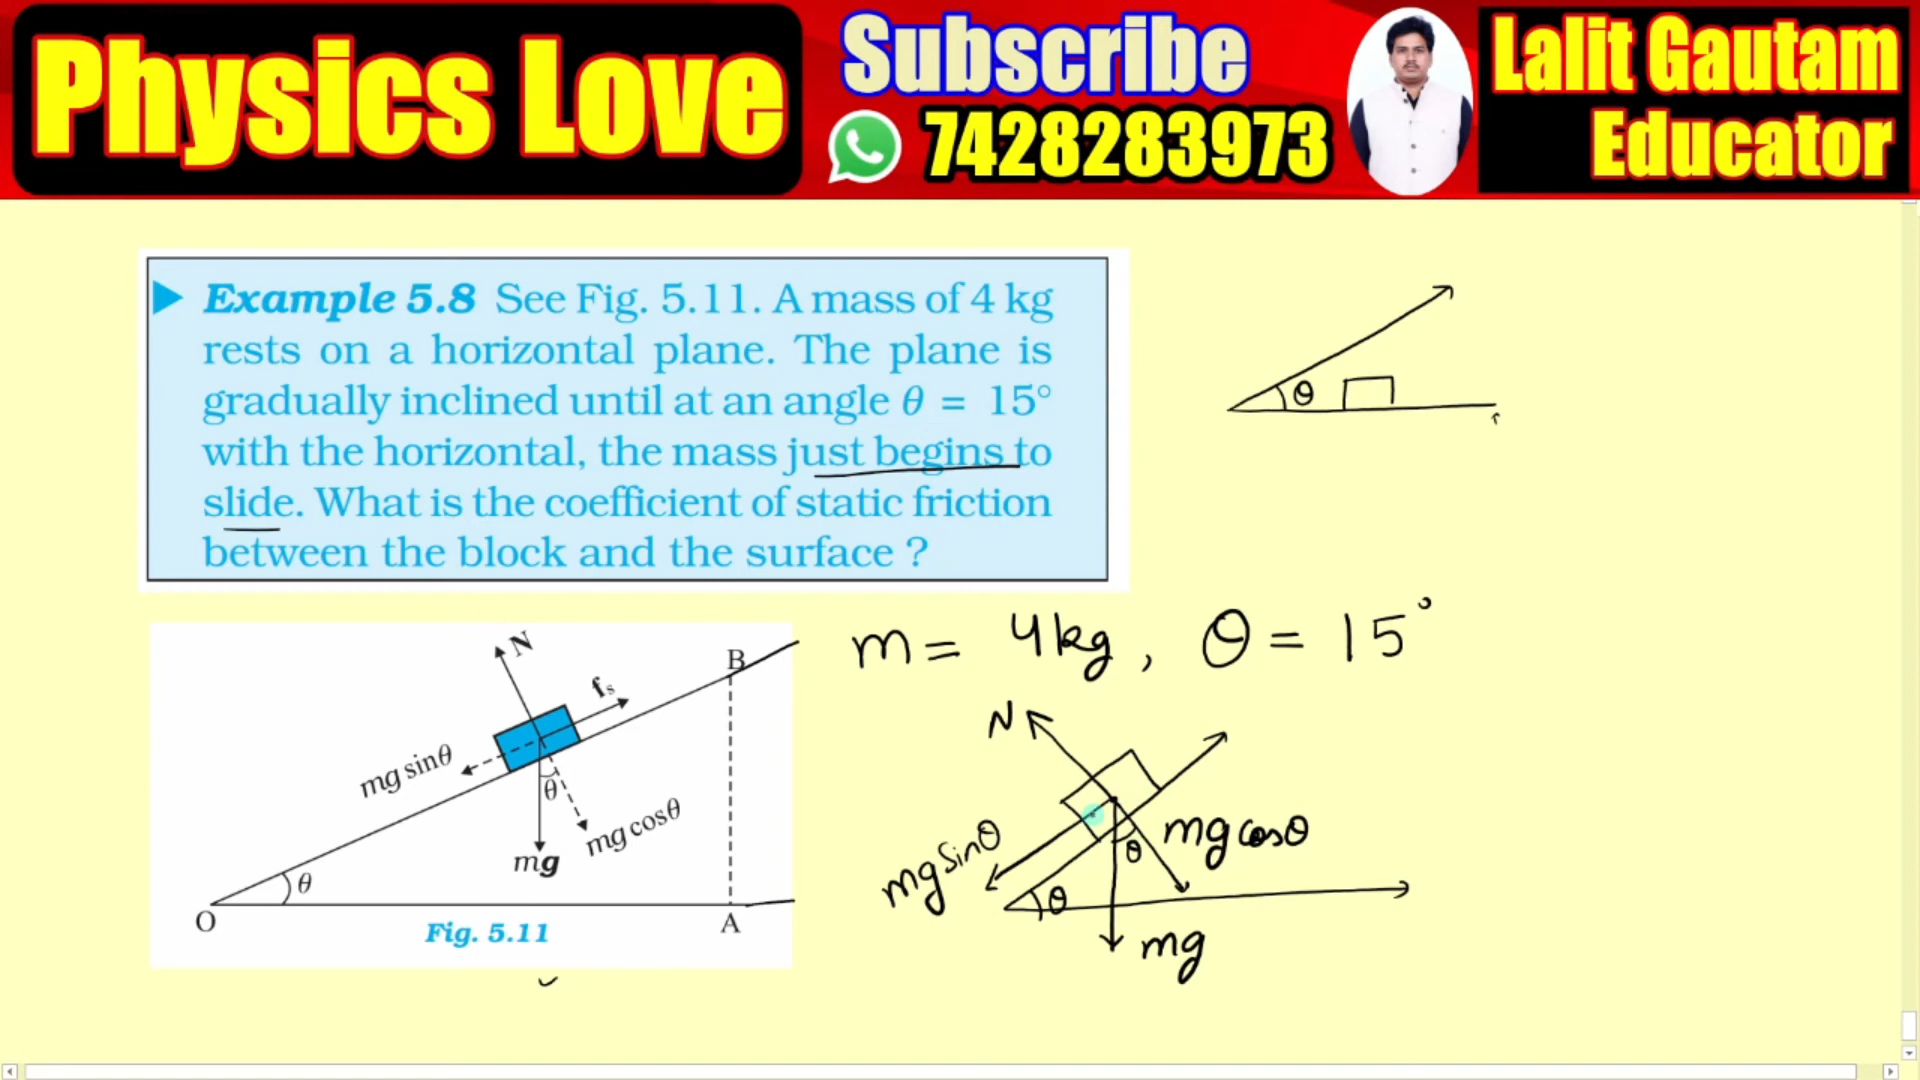 Physics Love
Subscribe
7428283973
Lalit Gautam
Educator
Example 5.8 See Fig. 5.11. A mass of 4 kg
rests on a horizontal plane. The plane is
gradually inclined until at an angle θ = 15°
with the horizontal, the mass just begins to
slide. What is the coefficient of static friction
between the block and the surface ?
θ
m = 4kg, θ = 15°
N
B
fs
mg sinθ
θ
mg cosθ
mg
θ
O
A
Fig. 5.11
N
mg sinθ
mg cosθ
θ
θ
mg